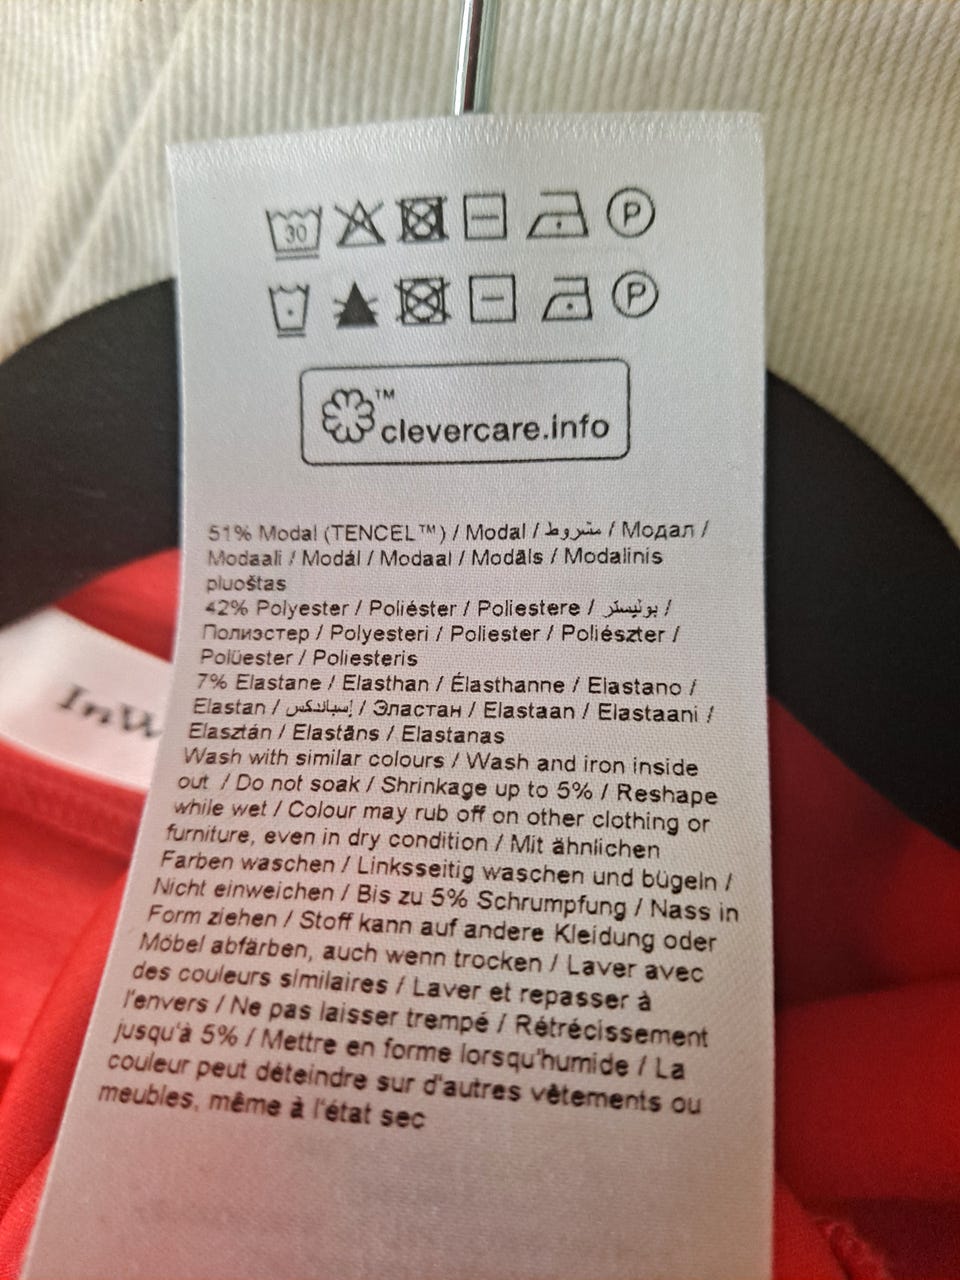 30 P
P
™
clevercare.info
51% Modal (TENCEL™) / Modal / مشروط / Модал /
Modaali / Modál / Modaal / Modāls / Modalinis
pluoštas
42% Polyester / Poliéster / Poliestere / بوليستر /
Полиэстер / Polyesteri / Poliester / Poliészter /
Polüester / Poliesteris
7% Elastane / Elasthan / Élasthanne / Elastano /
Elastan / إسباندكس / Эластан / Elastaan / Elastaani /
Elasztán / Elastāns / Elastanas
Wash with similar colours / Wash and iron inside
out / Do not soak / Shrinkage up to 5% / Reshape
while wet / Colour may rub off on other clothing or
furniture, even in dry condition / Mit ähnlichen
Farben waschen / Linksseitig waschen und bügeln /
Nicht einweichen / Bis zu 5% Schrumpfung / Nass in
Form ziehen / Stoff kann auf andere Kleidung oder
Möbel abfärben, auch wenn trocken / Laver avec
des couleurs similaires / Laver et repasser à
l'envers / Ne pas laisser trempé / Rétrécissement
jusqu'à 5% / Mettre en forme lorsqu'humide / La
couleur peut déteindre sur d'autres vêtements ou
meubles, même à l'état sec
InW